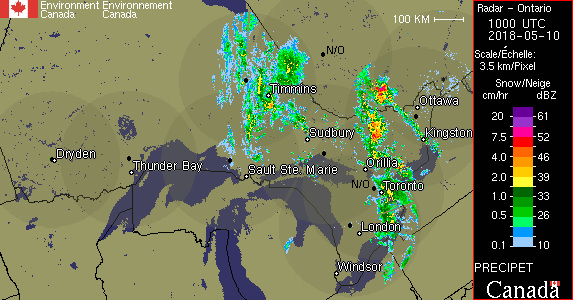 Environment Environnement
Canada Canada
100 KM
N/O
Timmins
Ottawa
Sudbury
Kingston
Dryden
Thunder Bay
Sault Ste. Marie
Orillia
N/O
Toronto
London
Windsor
Radar - Ontario
1000 UTC
2018-05-10
Scale/Échelle:
3.5 km/Pixel
Snow/Neige
cm/hr dBZ
20 61
7.5 52
4.0 46
2.0 39
1.0 33
0.5 26
0.1 10
PRECIPET
Canada